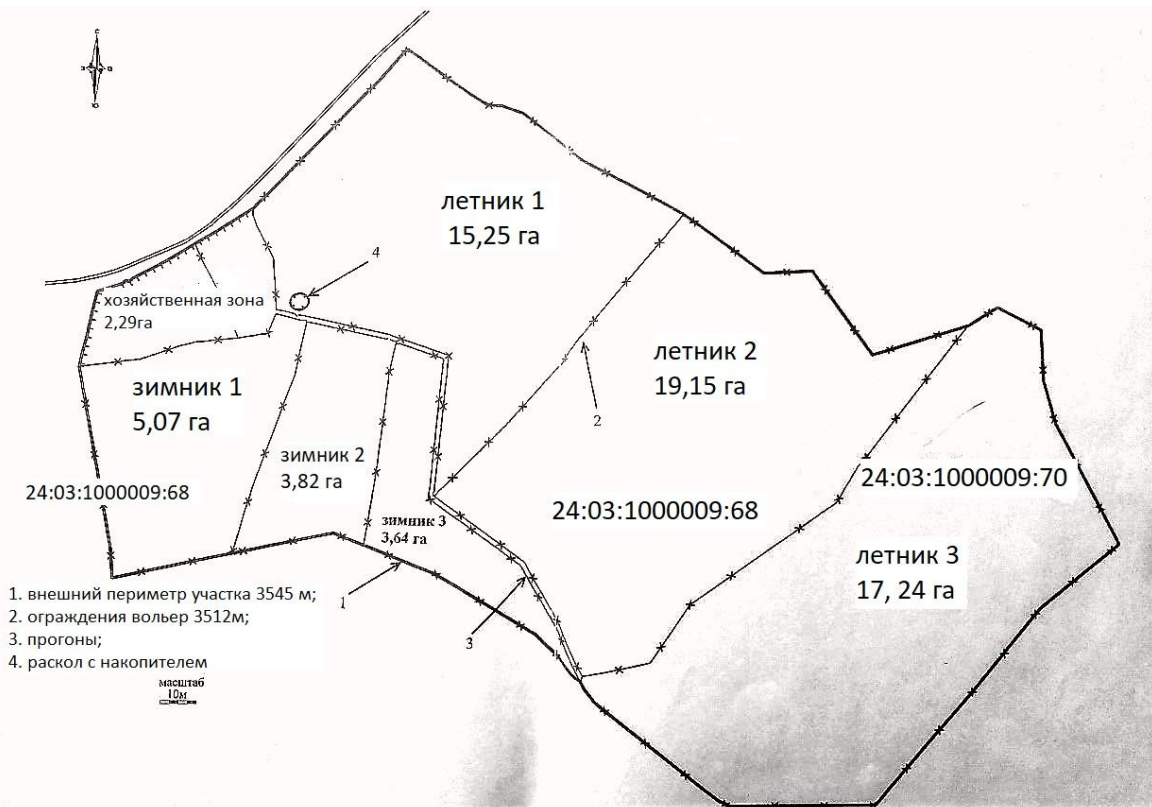 летник 1
15,25 га
4
хозяйственная зона
2,29га
летник 2
19,15 га
зимник 1
5,07 га
2
зимник 2
3,82 га
24:03:1000009:70
24:03:1000009:68
24:03:1000009:68
зимник 3
3,64 га
летник 3
17, 24 га
1. внешний периметр участка 3545 м;
1
2. ограждения вольер 3512м;
3
3. прогоны;
4. раскол с накопителем
масштаб
10м